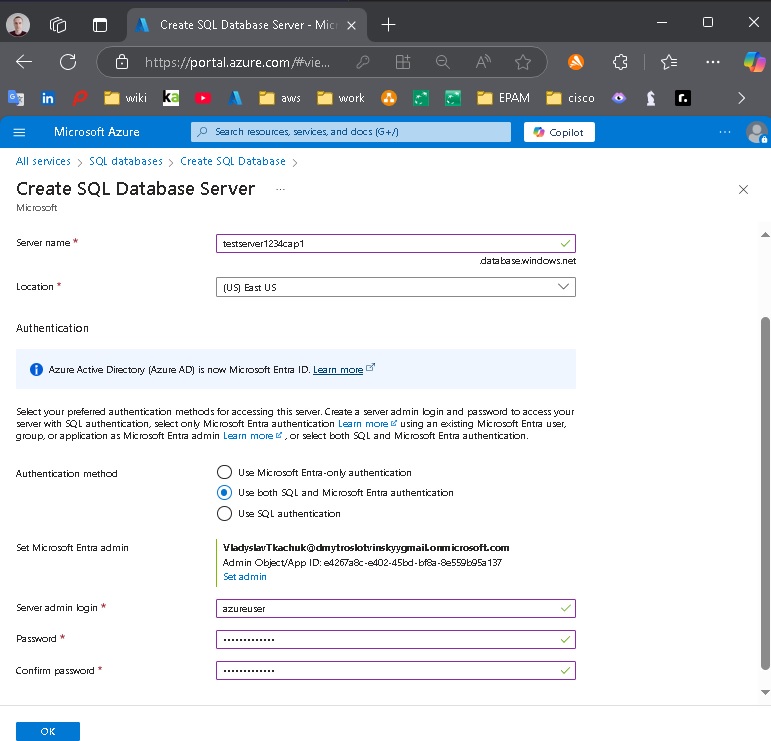 Create SQL Database Server - Mic
https://portal.azure.com/#vie...
wiki
ka
aws
work
EPAM
cisco
r.
Microsoft Azure
Search resources, services, and docs (G+/)
Copilot
All services > SQL databases > Create SQL Database >
Create SQL Database Server ...
Microsoft
Server name *
testserver1234cap1
.database.windows.net
Location *
(US) East US
Authentication
Azure Active Directory (Azure AD) is now Microsoft Entra ID. Learn more
Select your preferred authentication methods for accessing this server. Create a server admin login and password to access your
server with SQL authentication, select only Microsoft Entra authentication Learn more using an existing Microsoft Entra user,
group, or application as Microsoft Entra admin Learn more , or select both SQL and Microsoft Entra authentication.
Authentication method
Use Microsoft Entra-only authentication
Use both SQL and Microsoft Entra authentication
Use SQL authentication
Set Microsoft Entra admin
VladyslavTkachuk@dmytroslotvinskyygmail.onmicrosoft.com
Admin Object/App ID: e4267a8c-e402-45bd-bf8a-8e559b95a137
Set admin
Server admin login *
azureuser
Password *
•••••••••••••
Confirm password *
•••••••••••••
OK